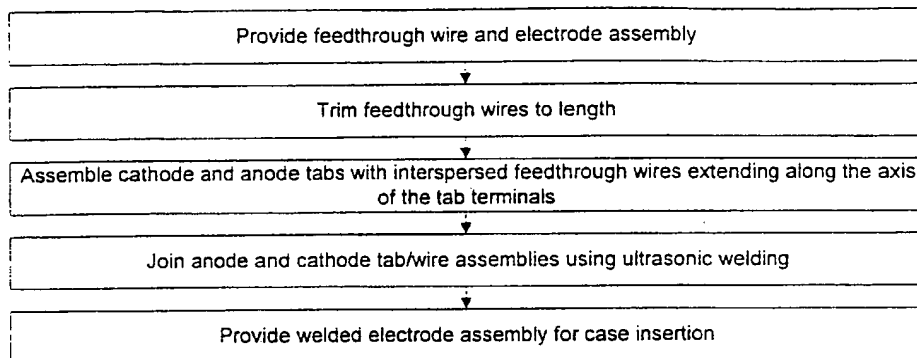 Provide feedthrough wire and electrode assembly
Trim feedthrough wires to length
Assemble cathode and anode tabs with interspersed feedthrough wires extending along the axis
of the tab terminals
Join anode and cathode tab/wire assemblies using ultrasonic welding
Provide welded electrode assembly for case insertion